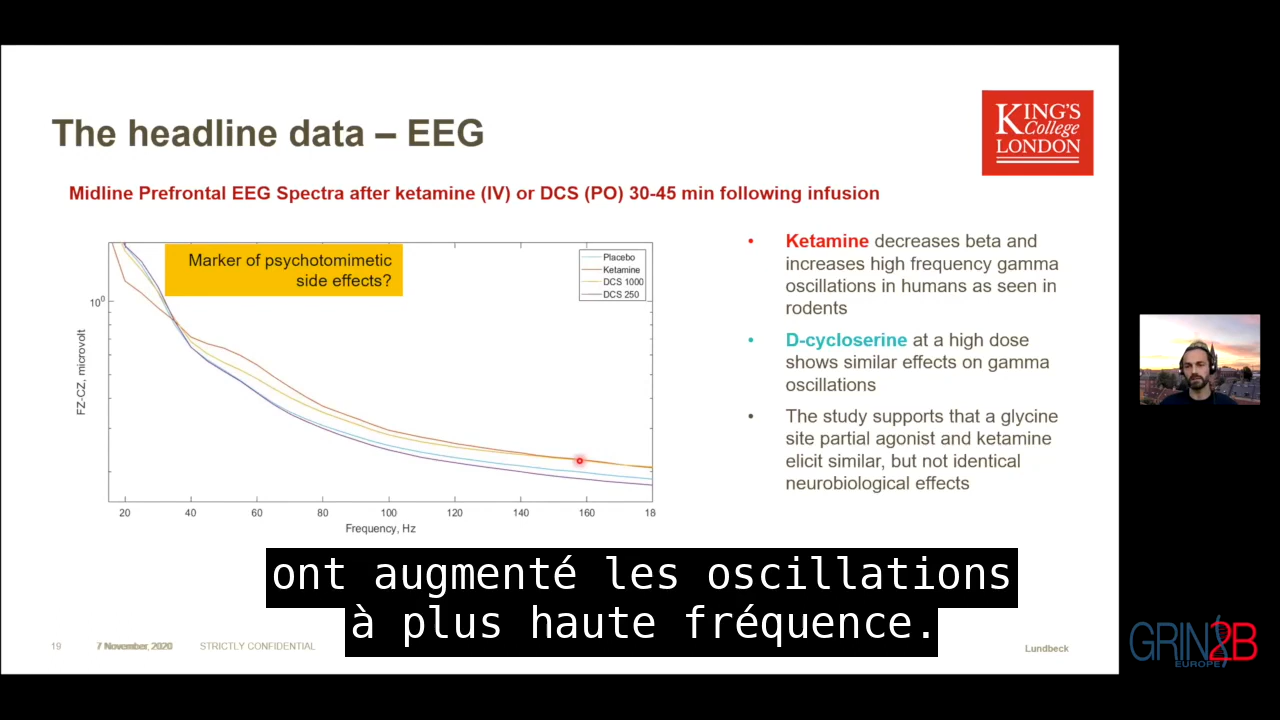 The headline data – EEG
KING'S
College
LONDON
Midline Prefrontal EEG Spectra after ketamine (IV) or DCS (PO) 30-45 min following infusion
Marker of psychotomimetic
side effects?
Placebo
Ketamine
DCS 1000
DCS 250
10⁰
FZ-CZ, microvolt
20 40 60 80 100 120 140 160 18
Frequency, Hz
• Ketamine decreases beta and
increases high frequency gamma
oscillations in humans as seen in
rodents
• D-cycloserine at a high dose
shows similar effects on gamma
oscillations
• The study supports that a glycine
site partial agonist and ketamine
elicit similar, but not identical
neurobiological effects
ont augmenté les oscillations
à plus haute fréquence.
19 7 November, 2020 STRICTLY CONFIDENTIAL
Lundbeck
GRIN2B
EUROPE